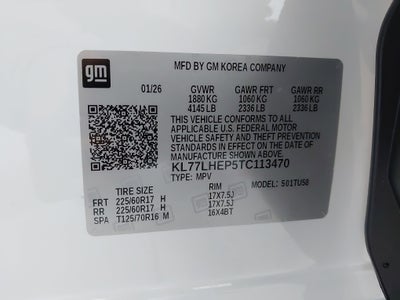 gm
MFD BY GM KOREA COMPANY
01/26 GVWR GAWR FRT GAWR RR
1880 KG 1060 KG 1060 KG
4145 LB 2336 LB 2336 LB
THIS VEHICLE CONFORMS TO ALL
APPLICABLE U.S. FEDERAL MOTOR
VEHICLE SAFETY AND THEFT PREVENTION
STANDARDS IN EFFECT ON THE DATE
OF MANUFACTURE SHOWN ABOVE.
KL77LHEP5TC113470
TYPE: MPV MODEL: S01TU58
TIRE SIZE RIM
FRT 225/60R17 H 17X7.5J
RR 225/60R17 H 17X7.5J
SPA T125/70R16 M 16X4BT